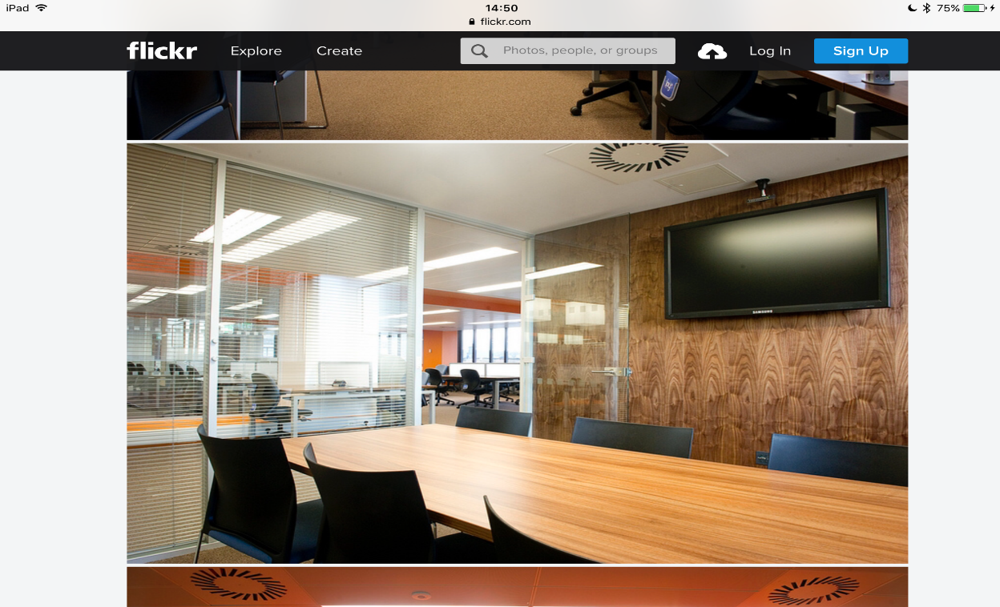 iPad 14:50 75%
flickr.com
flickr Explore Create Photos, people, or groups Log In Sign Up
SAMSUNG